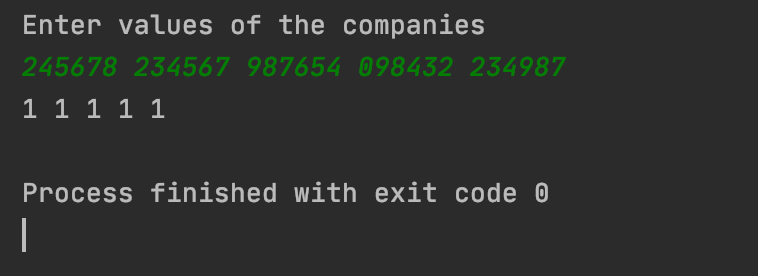 Enter values of the companies
245678 234567 987654 098432 234987
1 1 1 1 1
Process finished with exit code 0